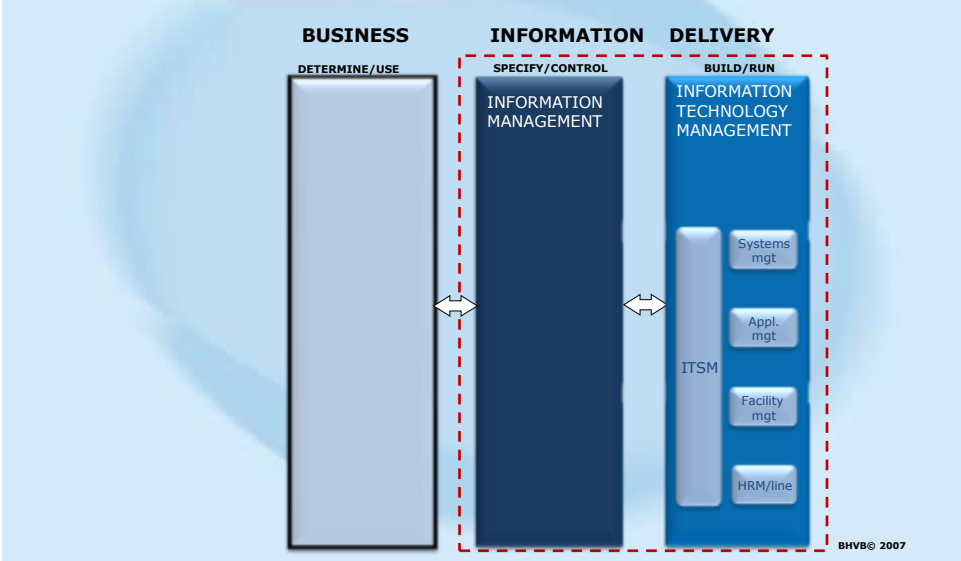 BUSINESS INFORMATION DELIVERY
DETERMINE/USE SPECIFY/CONTROL BUILD/RUN
INFORMATION
MANAGEMENT
INFORMATION
TECHNOLOGY
MANAGEMENT
ITSM
Systems
mgt
Appl.
mgt
Facility
mgt
HRM/line
BHVB© 2007